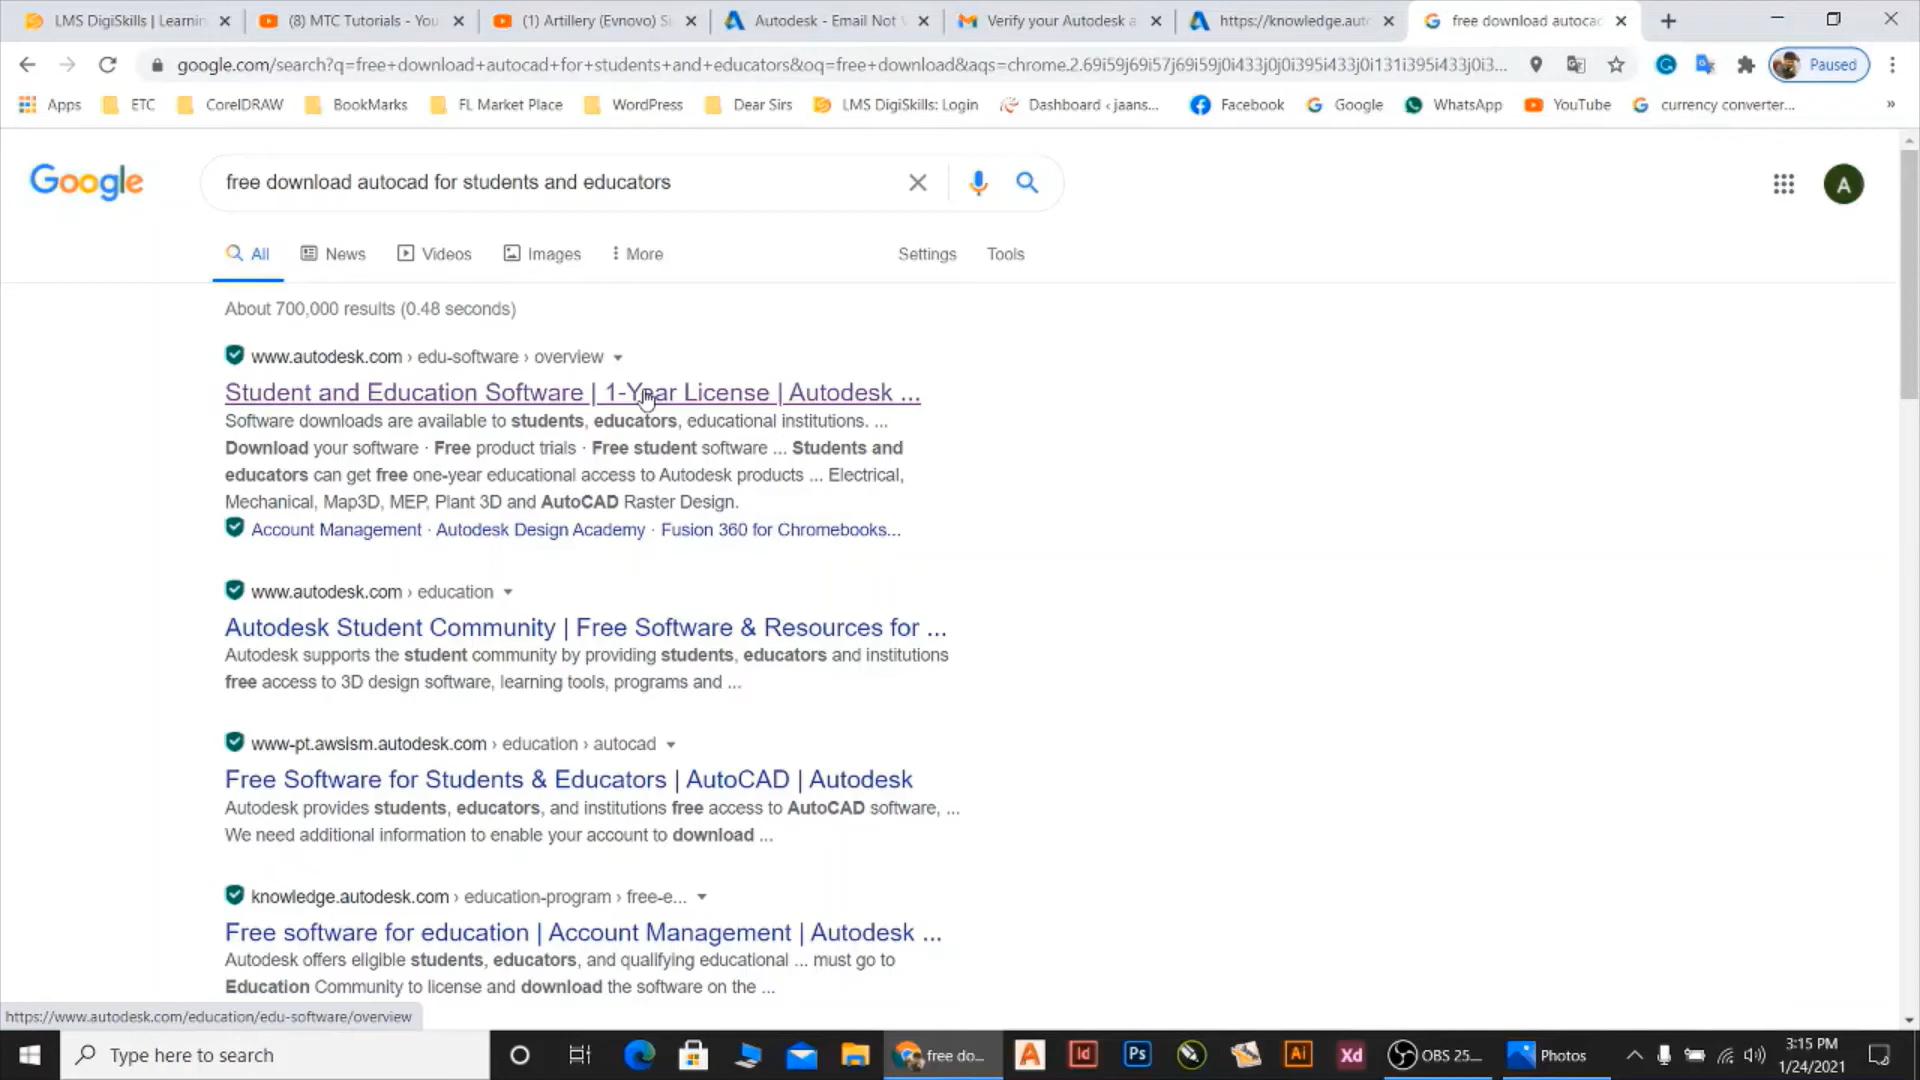 LMS DigiSkills | Learnin
(8) MTC Tutorials - You
(1) Artillery (Evnovo) Si
Autodesk - Email Not V
Verify your Autodesk a
https://knowledge.auto
free download autocad
google.com/search?q=free+download+autocad+for+students+and+educators&oq=free+download&aqs=chrome.2.69i59j69i57j69i59j0i433j0j0i395i433j0i131i395i433j0i3...
Paused
Apps
ETC
CorelDRAW
BookMarks
FL Market Place
WordPress
Dear Sirs
LMS DigiSkills: Login
Dashboard ‹ jaans...
Facebook
Google
WhatsApp
YouTube
currency converter...
»
Google
free download autocad for students and educators
A
All
News
Videos
Images
More
Settings
Tools
About 700,000 results (0.48 seconds)
www.autodesk.com › edu-software › overview
Student and Education Software | 1-Year License | Autodesk ...
Software downloads are available to students, educators, educational institutions. ...
Download your software · Free product trials · Free student software ... Students and
educators can get free one-year educational access to Autodesk products ... Electrical,
Mechanical, Map3D, MEP, Plant 3D and AutoCAD Raster Design.
Account Management · Autodesk Design Academy · Fusion 360 for Chromebooks...
www.autodesk.com › education
Autodesk Student Community | Free Software & Resources for ...
Autodesk supports the student community by providing students, educators and institutions
free access to 3D design software, learning tools, programs and ...
www-pt.awsism.autodesk.com › education › autocad
Free Software for Students & Educators | AutoCAD | Autodesk
Autodesk provides students, educators, and institutions free access to AutoCAD software, ...
We need additional information to enable your account to download ...
knowledge.autodesk.com › education-program › free-e...
Free software for education | Account Management | Autodesk ...
Autodesk offers eligible students, educators, and qualifying educational ... must go to
Education Community to license and download the software on the ...
https://www.autodesk.com/education/edu-software/overview
Type here to search
free do...
A
Id
Ps
Ai
Xd
OBS 25....
Photos
3:15 PM
1/24/2021